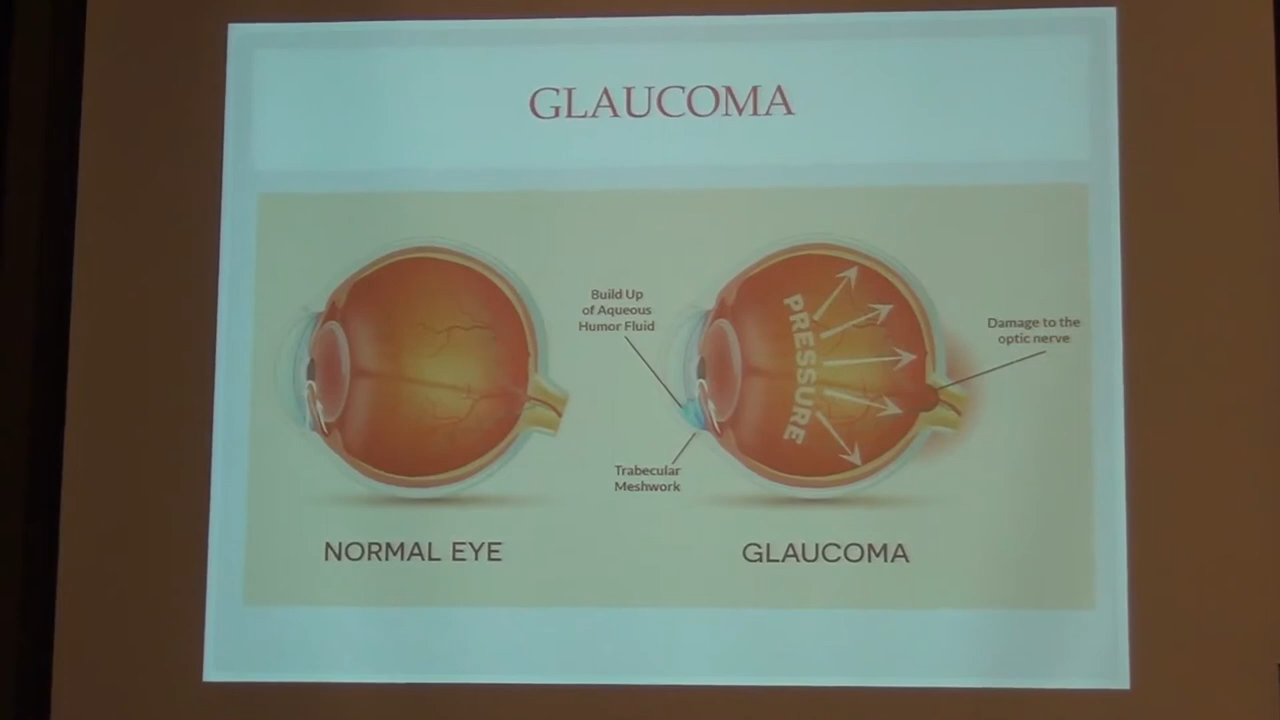 GLAUCOMA
Build Up
of Aqueous
Humor Fluid
PRESSURE
Damage to the
optic nerve
Trabecular
Meshwork
NORMAL EYE
GLAUCOMA